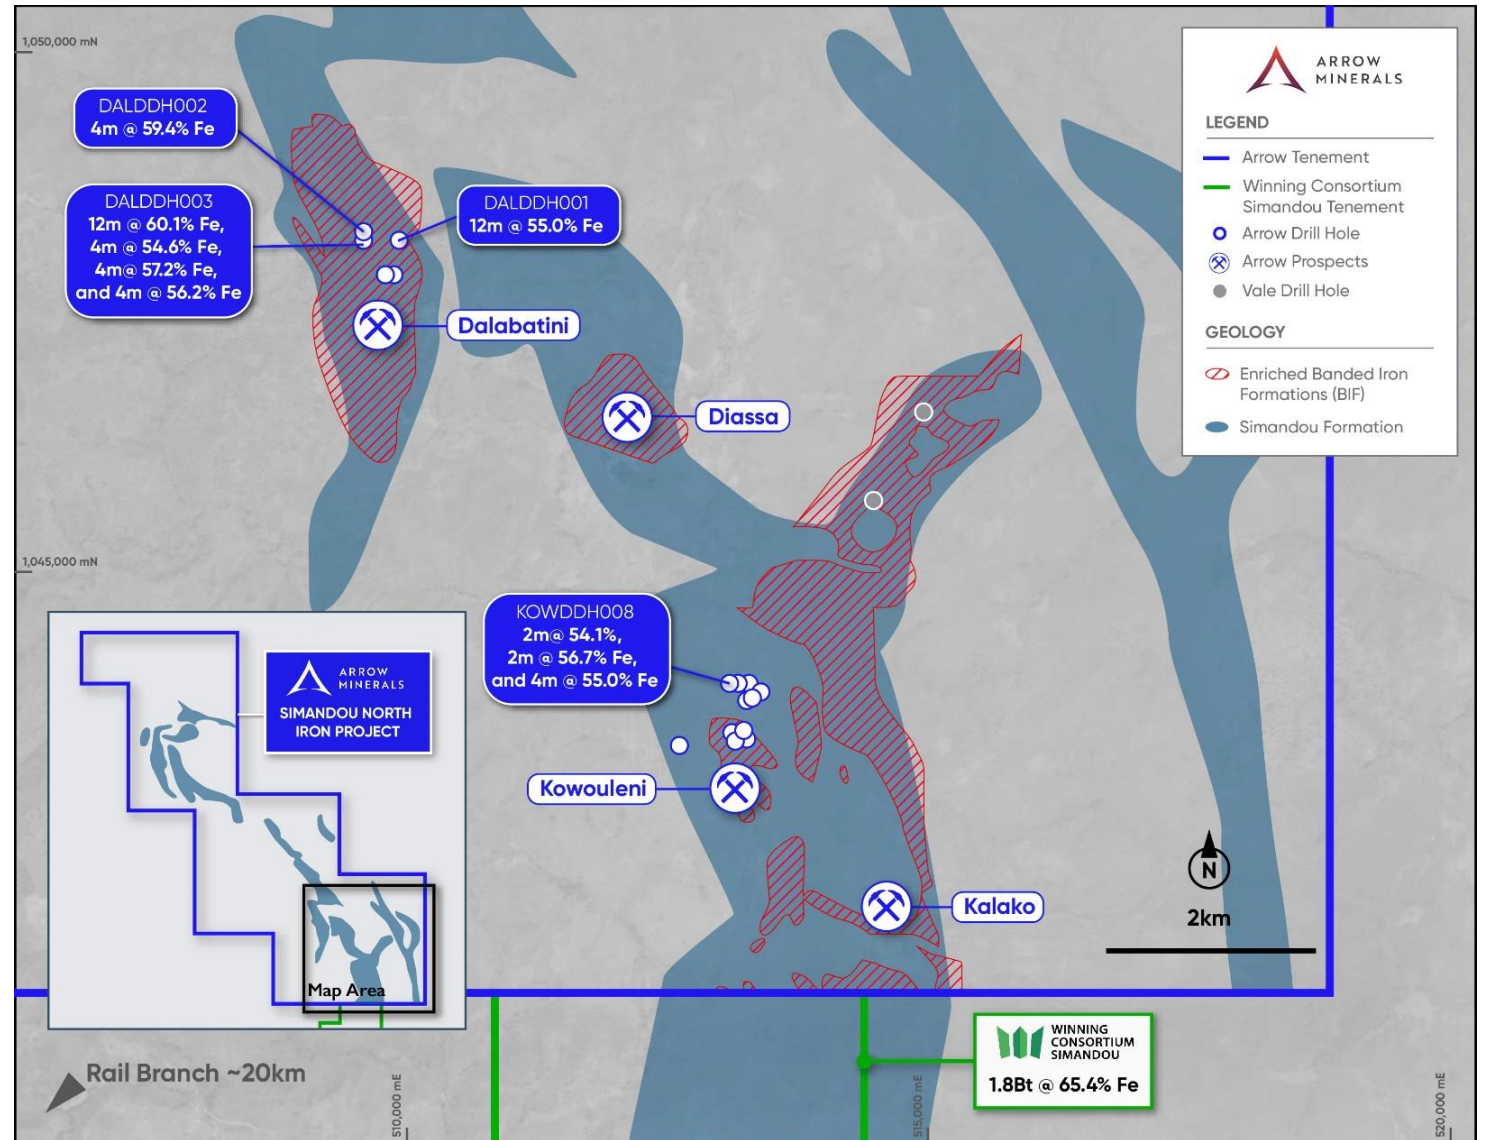 1,050,000 mN
DALDDH002
4m @ 59.4% Fe
DALDDH003
12m @ 60.1% Fe,
4m @ 54.6% Fe,
4m@ 57.2% Fe,
and 4m @ 56.2% Fe
DALDDH001
12m @ 55.0% Fe
Dalabatini
Diassa
ARROW
MINERALS
LEGEND
Arrow Tenement
Winning Consortium
Simandou Tenement
Arrow Drill Hole
Arrow Prospects
Vale Drill Hole
GEOLOGY
Enriched Banded Iron
Formations (BIF)
Simandou Formation
1,045,000 mN
KOWDDH008
2m@ 54.1%,
2m @ 56.7% Fe,
and 4m @ 55.0% Fe
Kowouleni
Kalako
N
2km
ARROW
MINERALS
SIMANDOU NORTH
IRON PROJECT
Map Area
Rail Branch ~20km
WINNING
CONSORTIUM
SIMANDOU
1.8Bt @ 65.4% Fe
510,000 mE
515,000 mE
520,000 mE